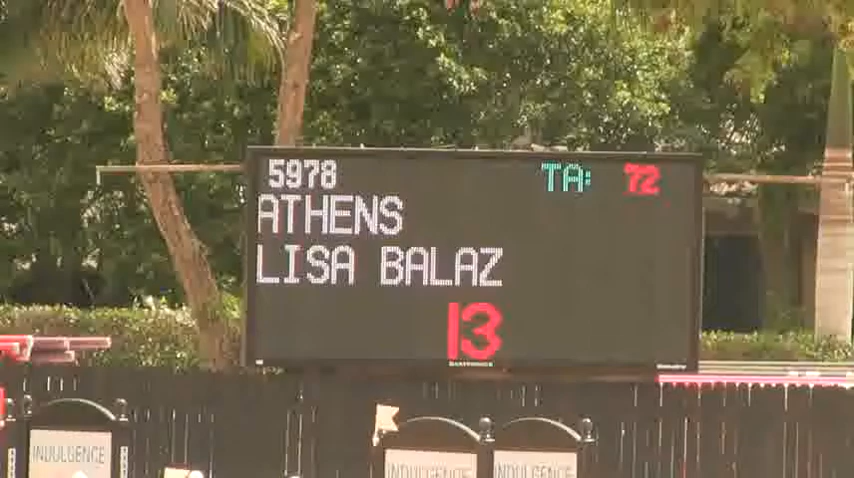 5978 TA: 72
ATHENS
LISA BALAZ
13
INDULGENCE
INDULGENCE INDULGENCE